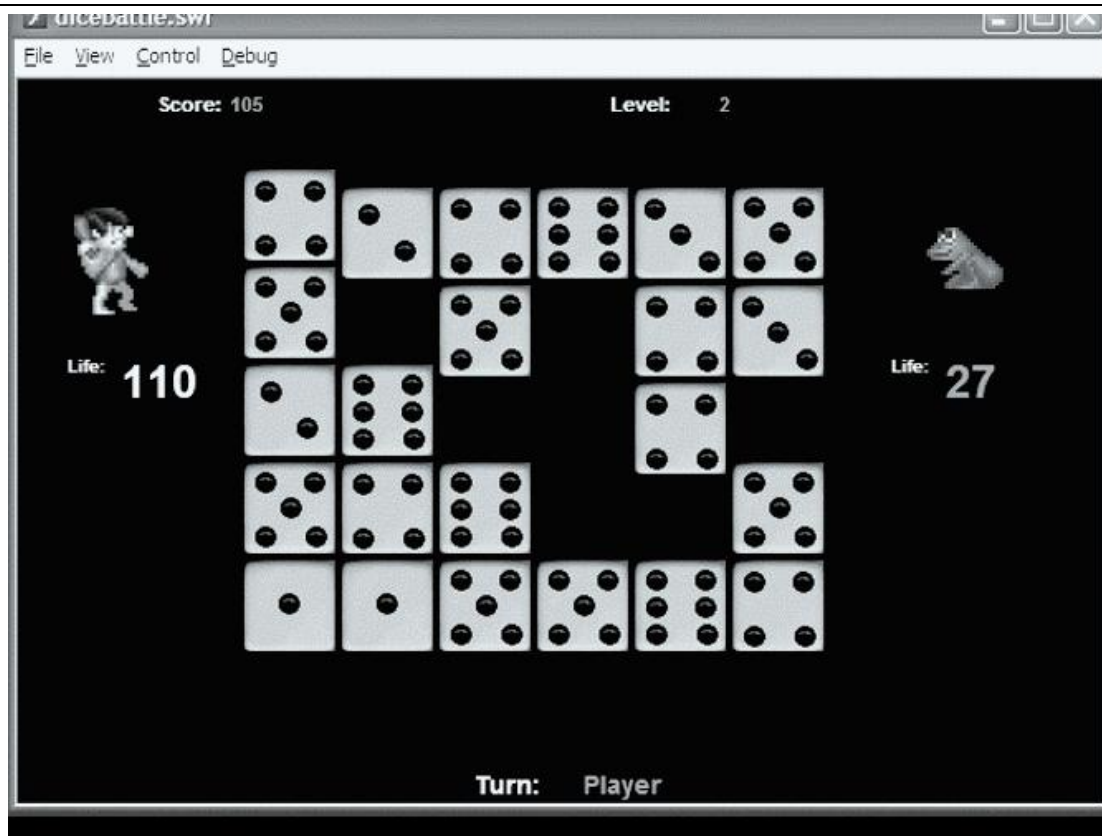 dicebattle.swf
File View Control Debug
Score: 105 Level: 2
Life: 110 Life: 27
Turn: Player